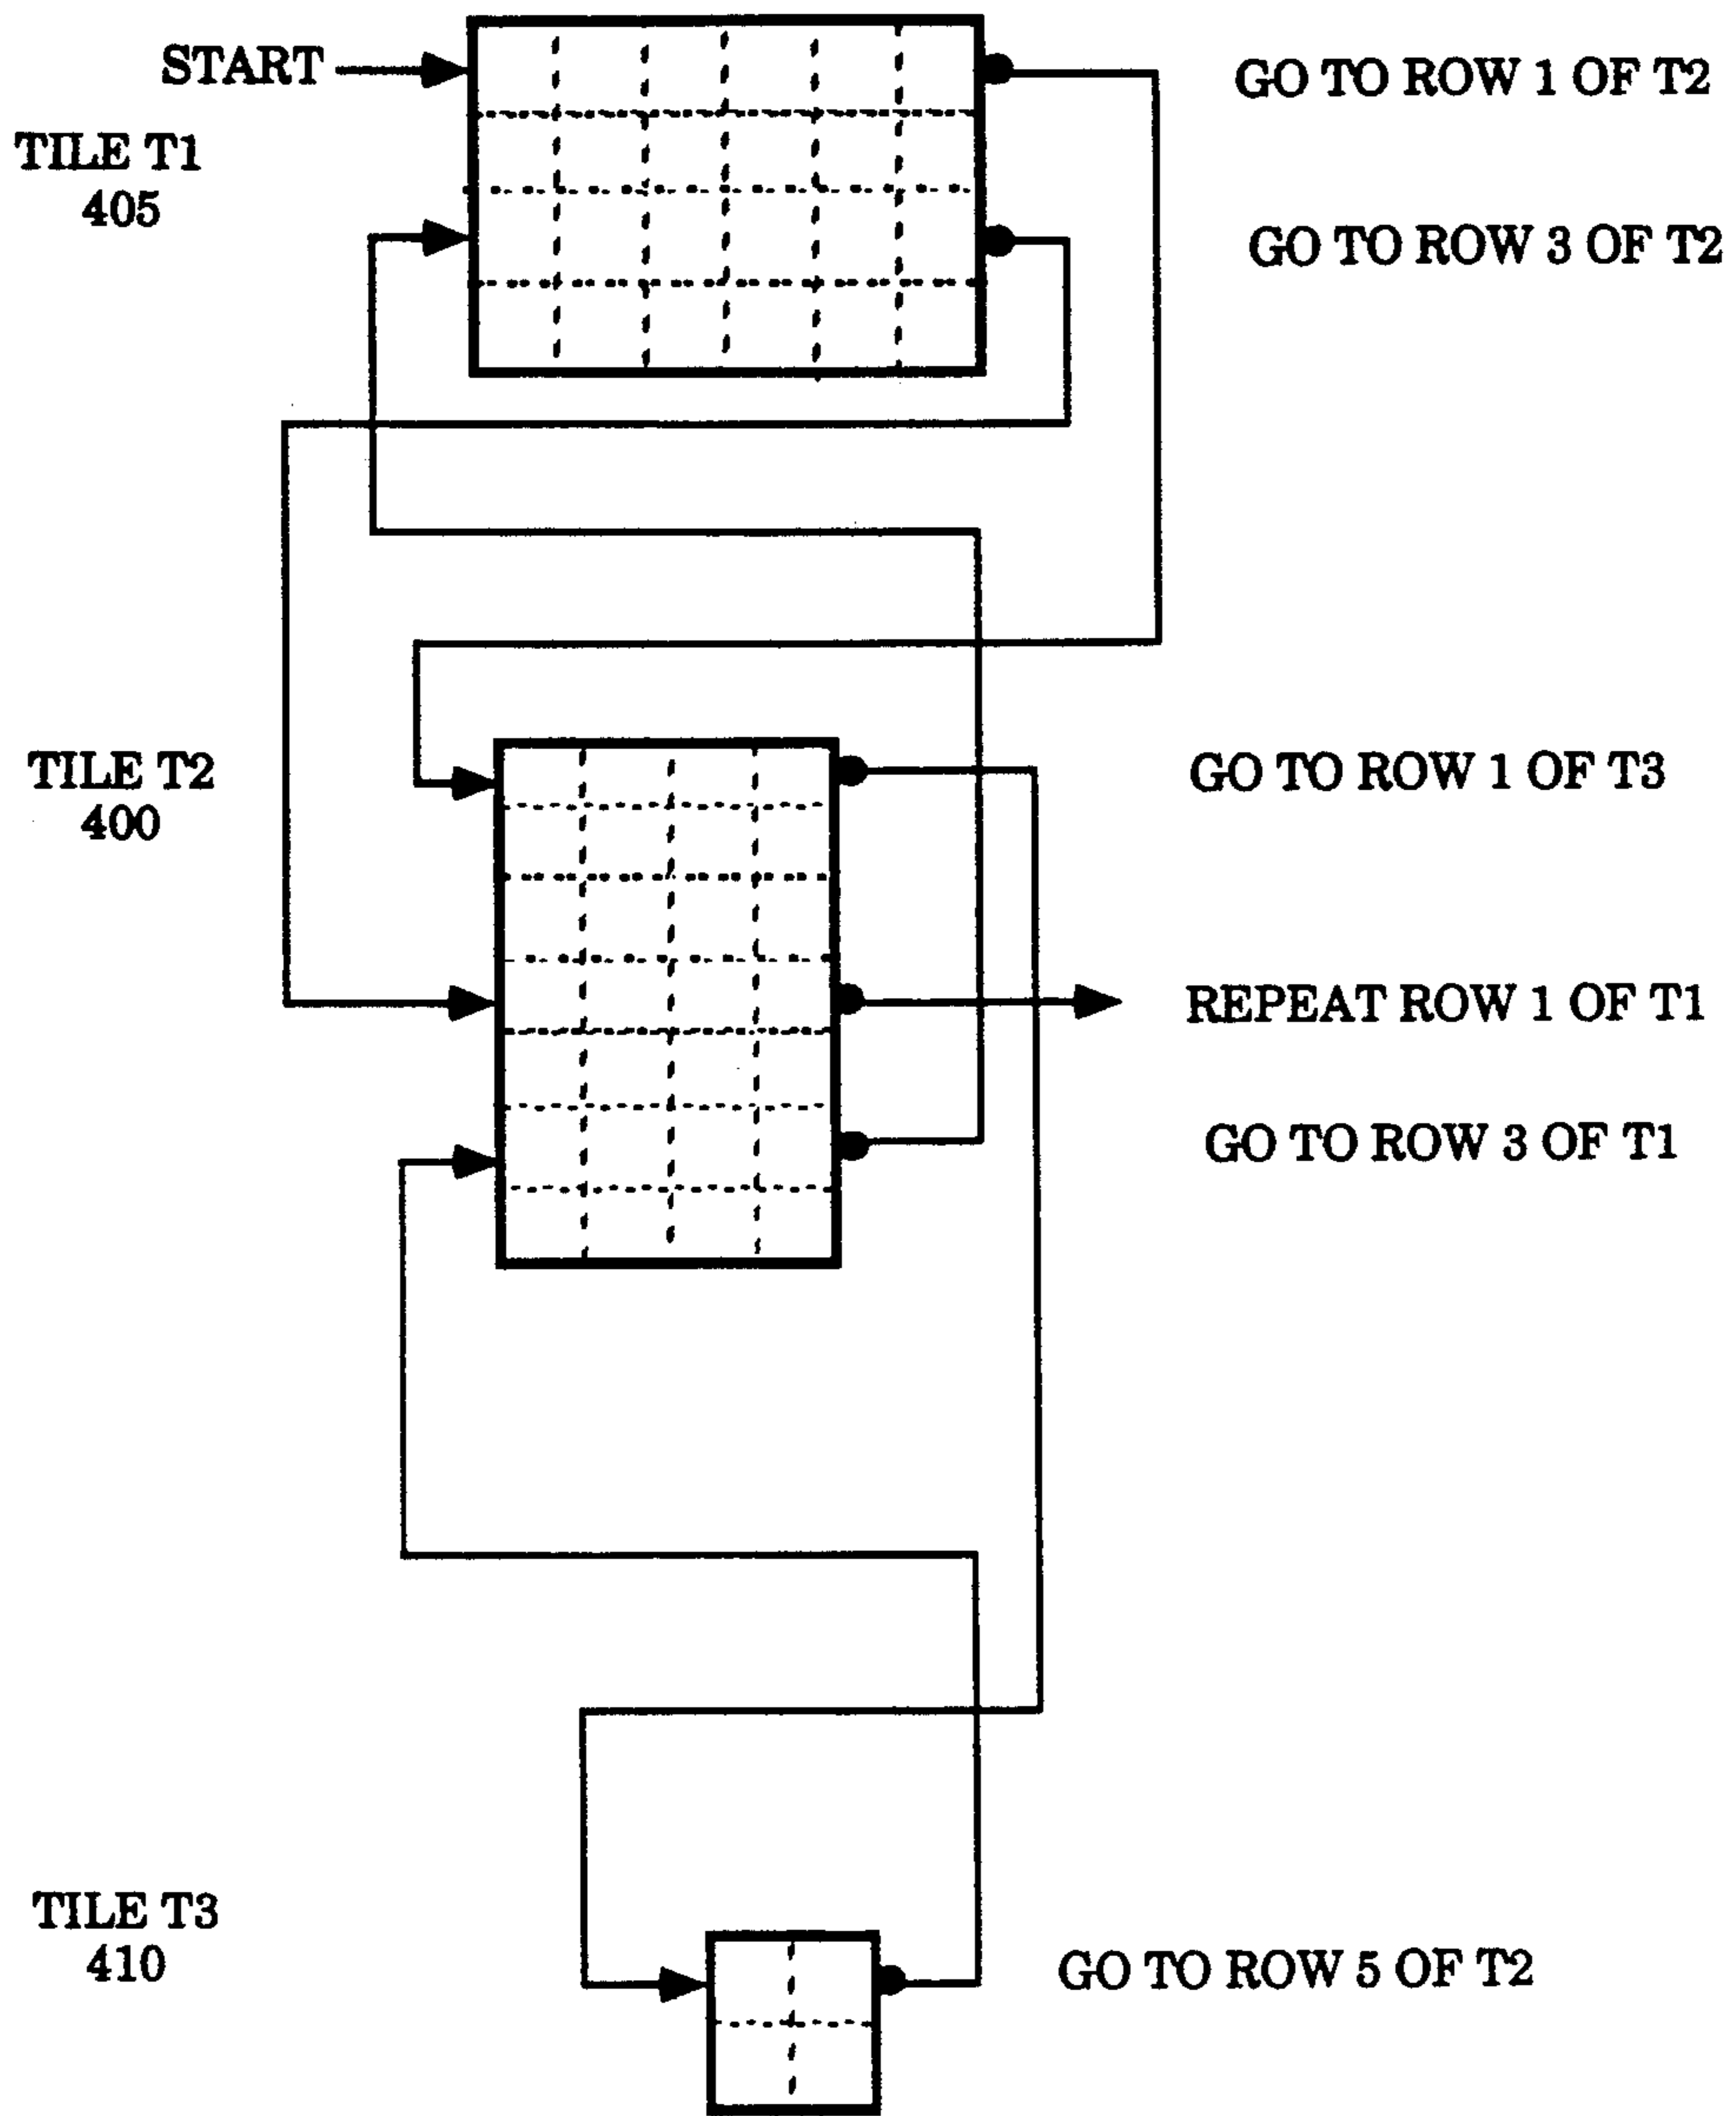 START
GO TO ROW 1 OF T2
TILE T1
405
GO TO ROW 3 OF T2
TILE T2
400
GO TO ROW 1 OF T3
REPEAT ROW 1 OF T1
GO TO ROW 3 OF T1
TILE T3
410
GO TO ROW 5 OF T2